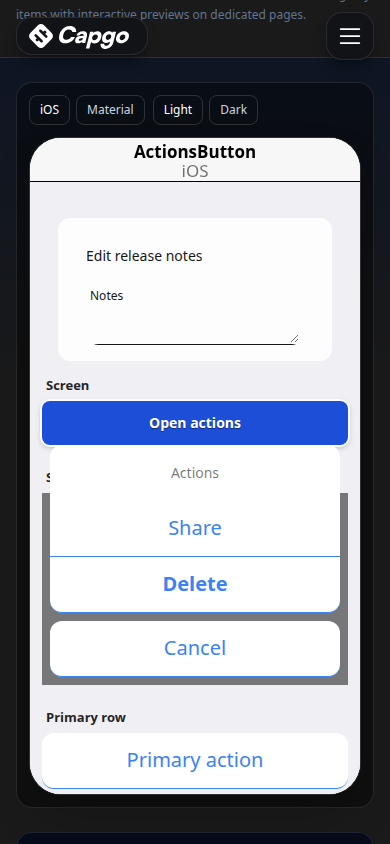 items with interactive previews on dedicated pages.
Capgo
iOS
Material
Light
Dark
ActionsButton
iOS
Edit release notes
Notes
Screen
Open actions
Actions
Share
Delete
Cancel
Primary row
Primary action